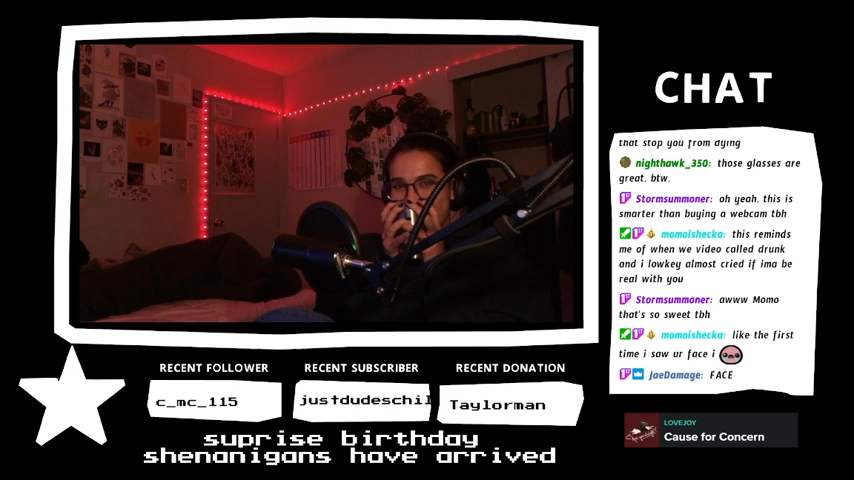 CHAT
that stop you from dying
nighthawk_350: those glasses are
great. btw.
Stormsummoner: oh yeah, this is
smarter than buying a webcam tbh
momoishecka: this reminds
me of when we video called drunk
and i lowkey almost cried if ima be
real with you
Stormsummoner: awww Momo
that's so sweet tbh
momoishecka: like the first
time i saw ur face i
JaeDamage: FACE
RECENT FOLLOWER
RECENT SUBSCRIBER
RECENT DONATION
c_mc_115
justdudeschil
Taylorman
suprise birthday
shenanigans have arrived
LOVEJOY
Cause for Concern